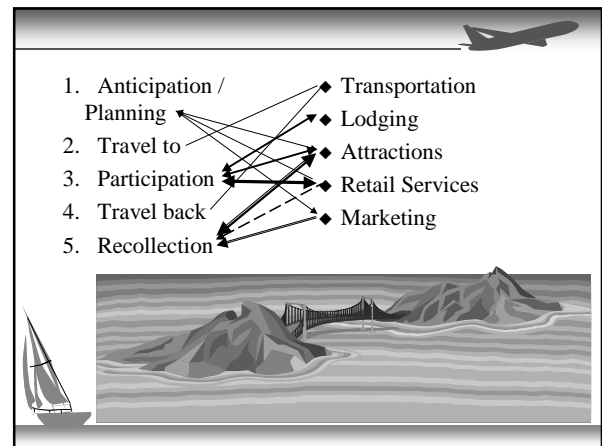 1. Anticipation /
Planning
2. Travel to
3. Participation
4. Travel back
5. Recollection
◆ Transportation
◆ Lodging
◆ Attractions
◆ Retail Services
◆ Marketing